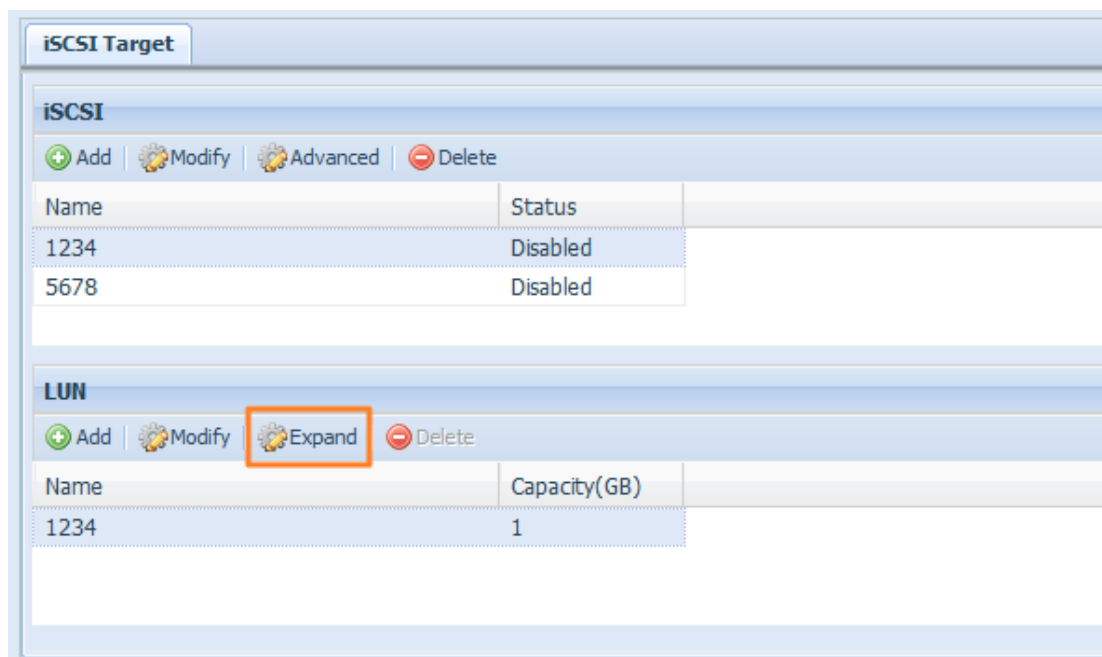 iSCSI Target
iSCSI
Add Modify Advanced Delete
Name Status
1234 Disabled
5678 Disabled
LUN
Add Modify Expand Delete
Name Capacity(GB)
1234 1